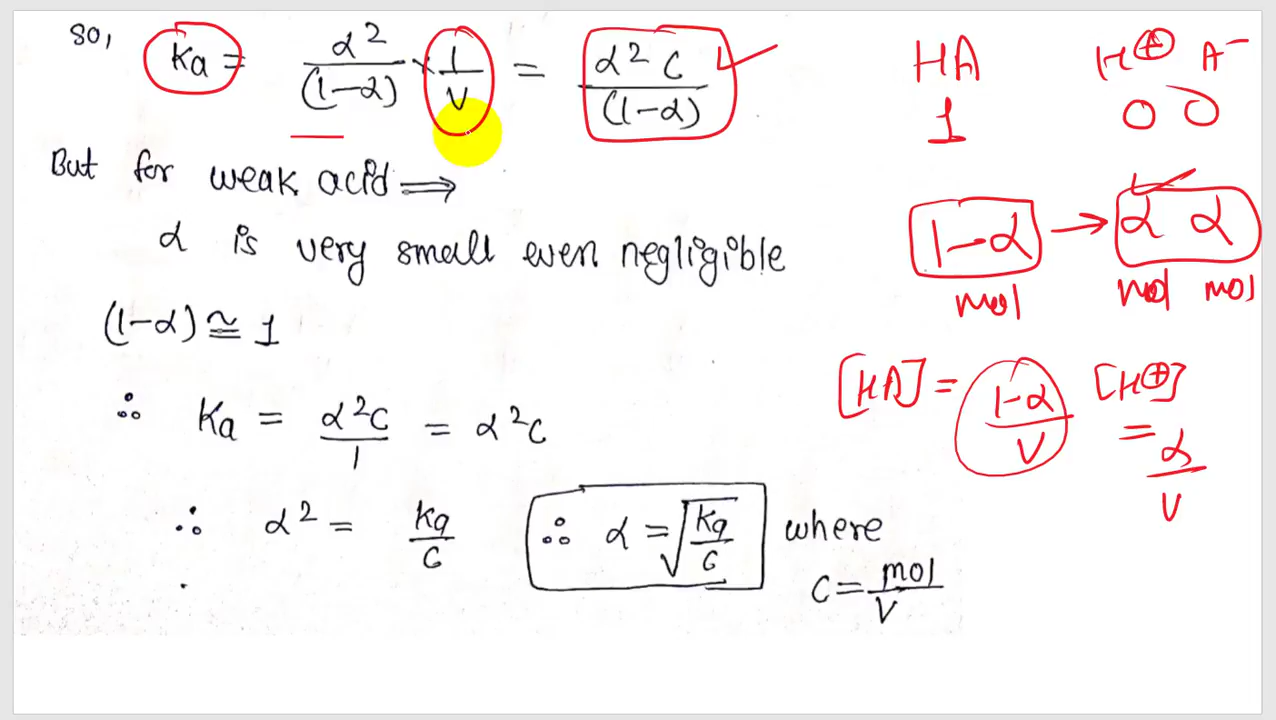 so, Ka = α²/(1-α) × 1/V = α² C/(1-α)
But for weak acid ⟹
α is very small even negligible
(1-α) ≅ 1
∴ Ka = α²C/1 = α²C
∴ α² = Ka/C ∴ α = √(Ka/C) where
C = mol/V
HA H⊕ A⁻
1 0 0
1-α → α α
mol mol mol
[HA] = 1-α/V [H⊕]
= α/V